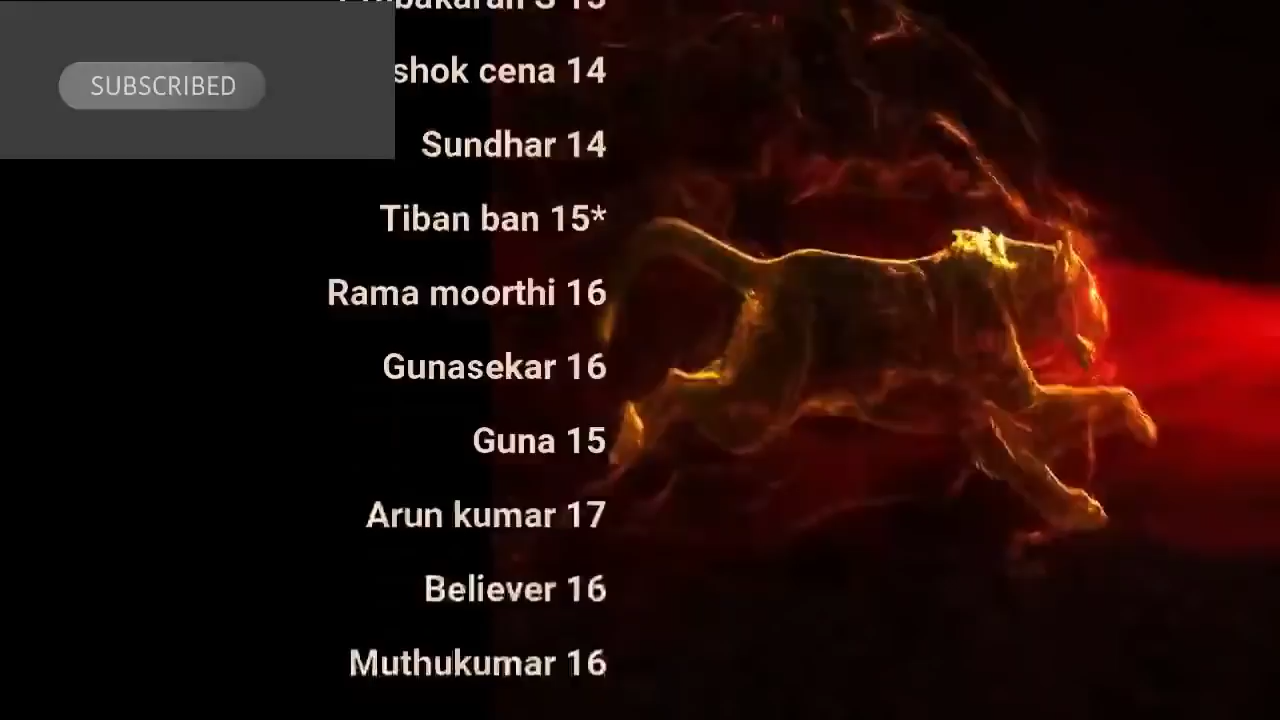 SUBSCRIBED
shok cena 14
Sundhar 14
Tiban ban 15*
Rama moorthi 16
Gunasekar 16
Guna 15
Arun kumar 17
Believer 16
Muthukumar 16